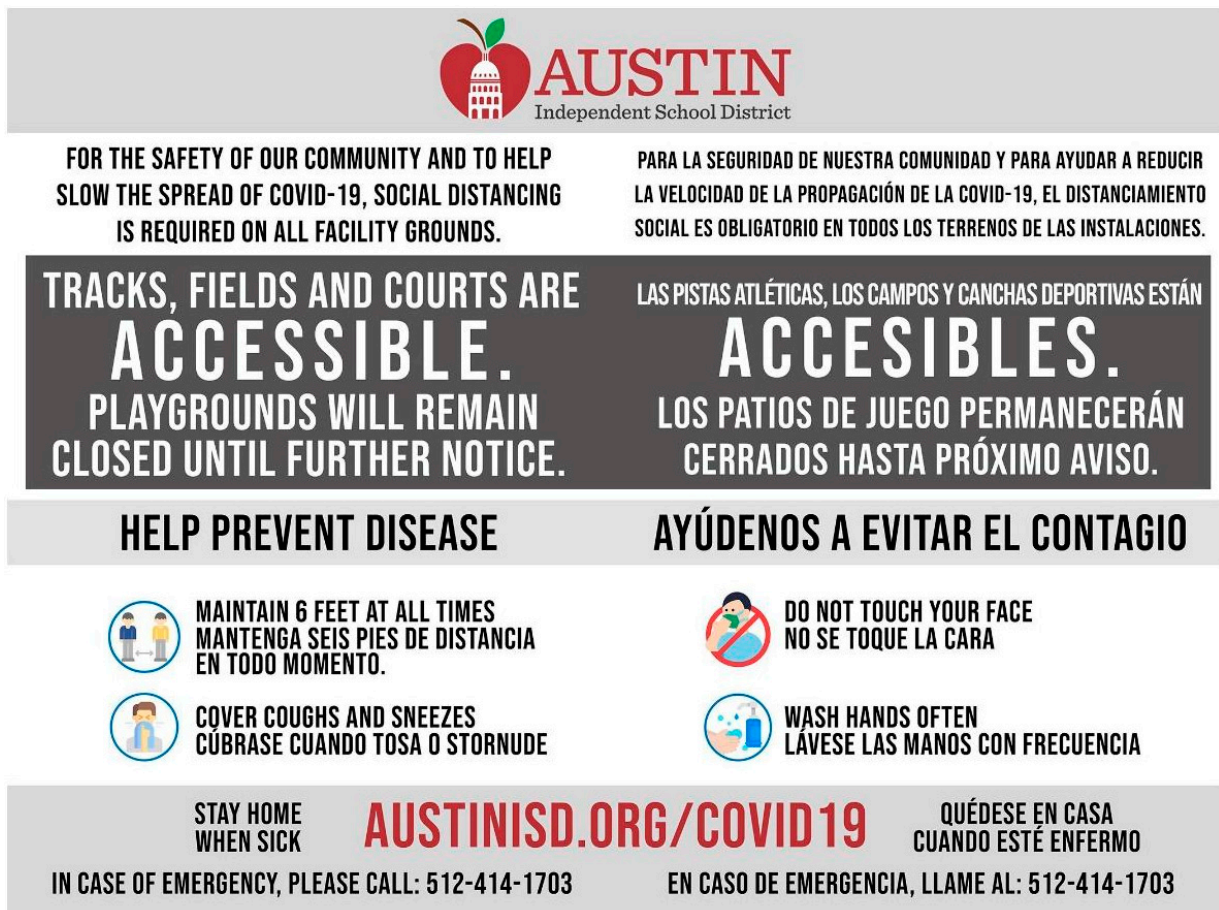 AUSTIN
Independent School District
FOR THE SAFETY OF OUR COMMUNITY AND TO HELP
SLOW THE SPREAD OF COVID-19, SOCIAL DISTANCING
IS REQUIRED ON ALL FACILITY GROUNDS.
PARA LA SEGURIDAD DE NUESTRA COMUNIDAD Y PARA AYUDAR A REDUCIR
LA VELOCIDAD DE LA PROPAGACIÓN DE LA COVID-19, EL DISTANCIAMIENTO
SOCIAL ES OBLIGATORIO EN TODOS LOS TERRENOS DE LAS INSTALACIONES.
TRACKS, FIELDS AND COURTS ARE
ACCESSIBLE.
PLAYGROUNDS WILL REMAIN
CLOSED UNTIL FURTHER NOTICE.
LAS PISTAS ATLÉTICAS, LOS CAMPOS Y CANCHAS DEPORTIVAS ESTÁN
ACCESIBLES.
LOS PATIOS DE JUEGO PERMANECERÁN
CERRADOS HASTA PRÓXIMO AVISO.
HELP PREVENT DISEASE
AYÚDENOS A EVITAR EL CONTAGIO
MAINTAIN 6 FEET AT ALL TIMES
MANTENGA SEIS PIES DE DISTANCIA
EN TODO MOMENTO.
DO NOT TOUCH YOUR FACE
NO SE TOQUE LA CARA
COVER COUGHS AND SNEEZES
CÚBRASE CUANDO TOSA O STORNUDE
WASH HANDS OFTEN
LÁVESE LAS MANOS CON FRECUENCIA
STAY HOME
WHEN SICK
AUSTINISD.ORG/COVID19
QUÉDESE EN CASA
CUANDO ESTÉ ENFERMO
IN CASE OF EMERGENCY, PLEASE CALL: 512-414-1703
EN CASO DE EMERGENCIA, LLAME AL: 512-414-1703